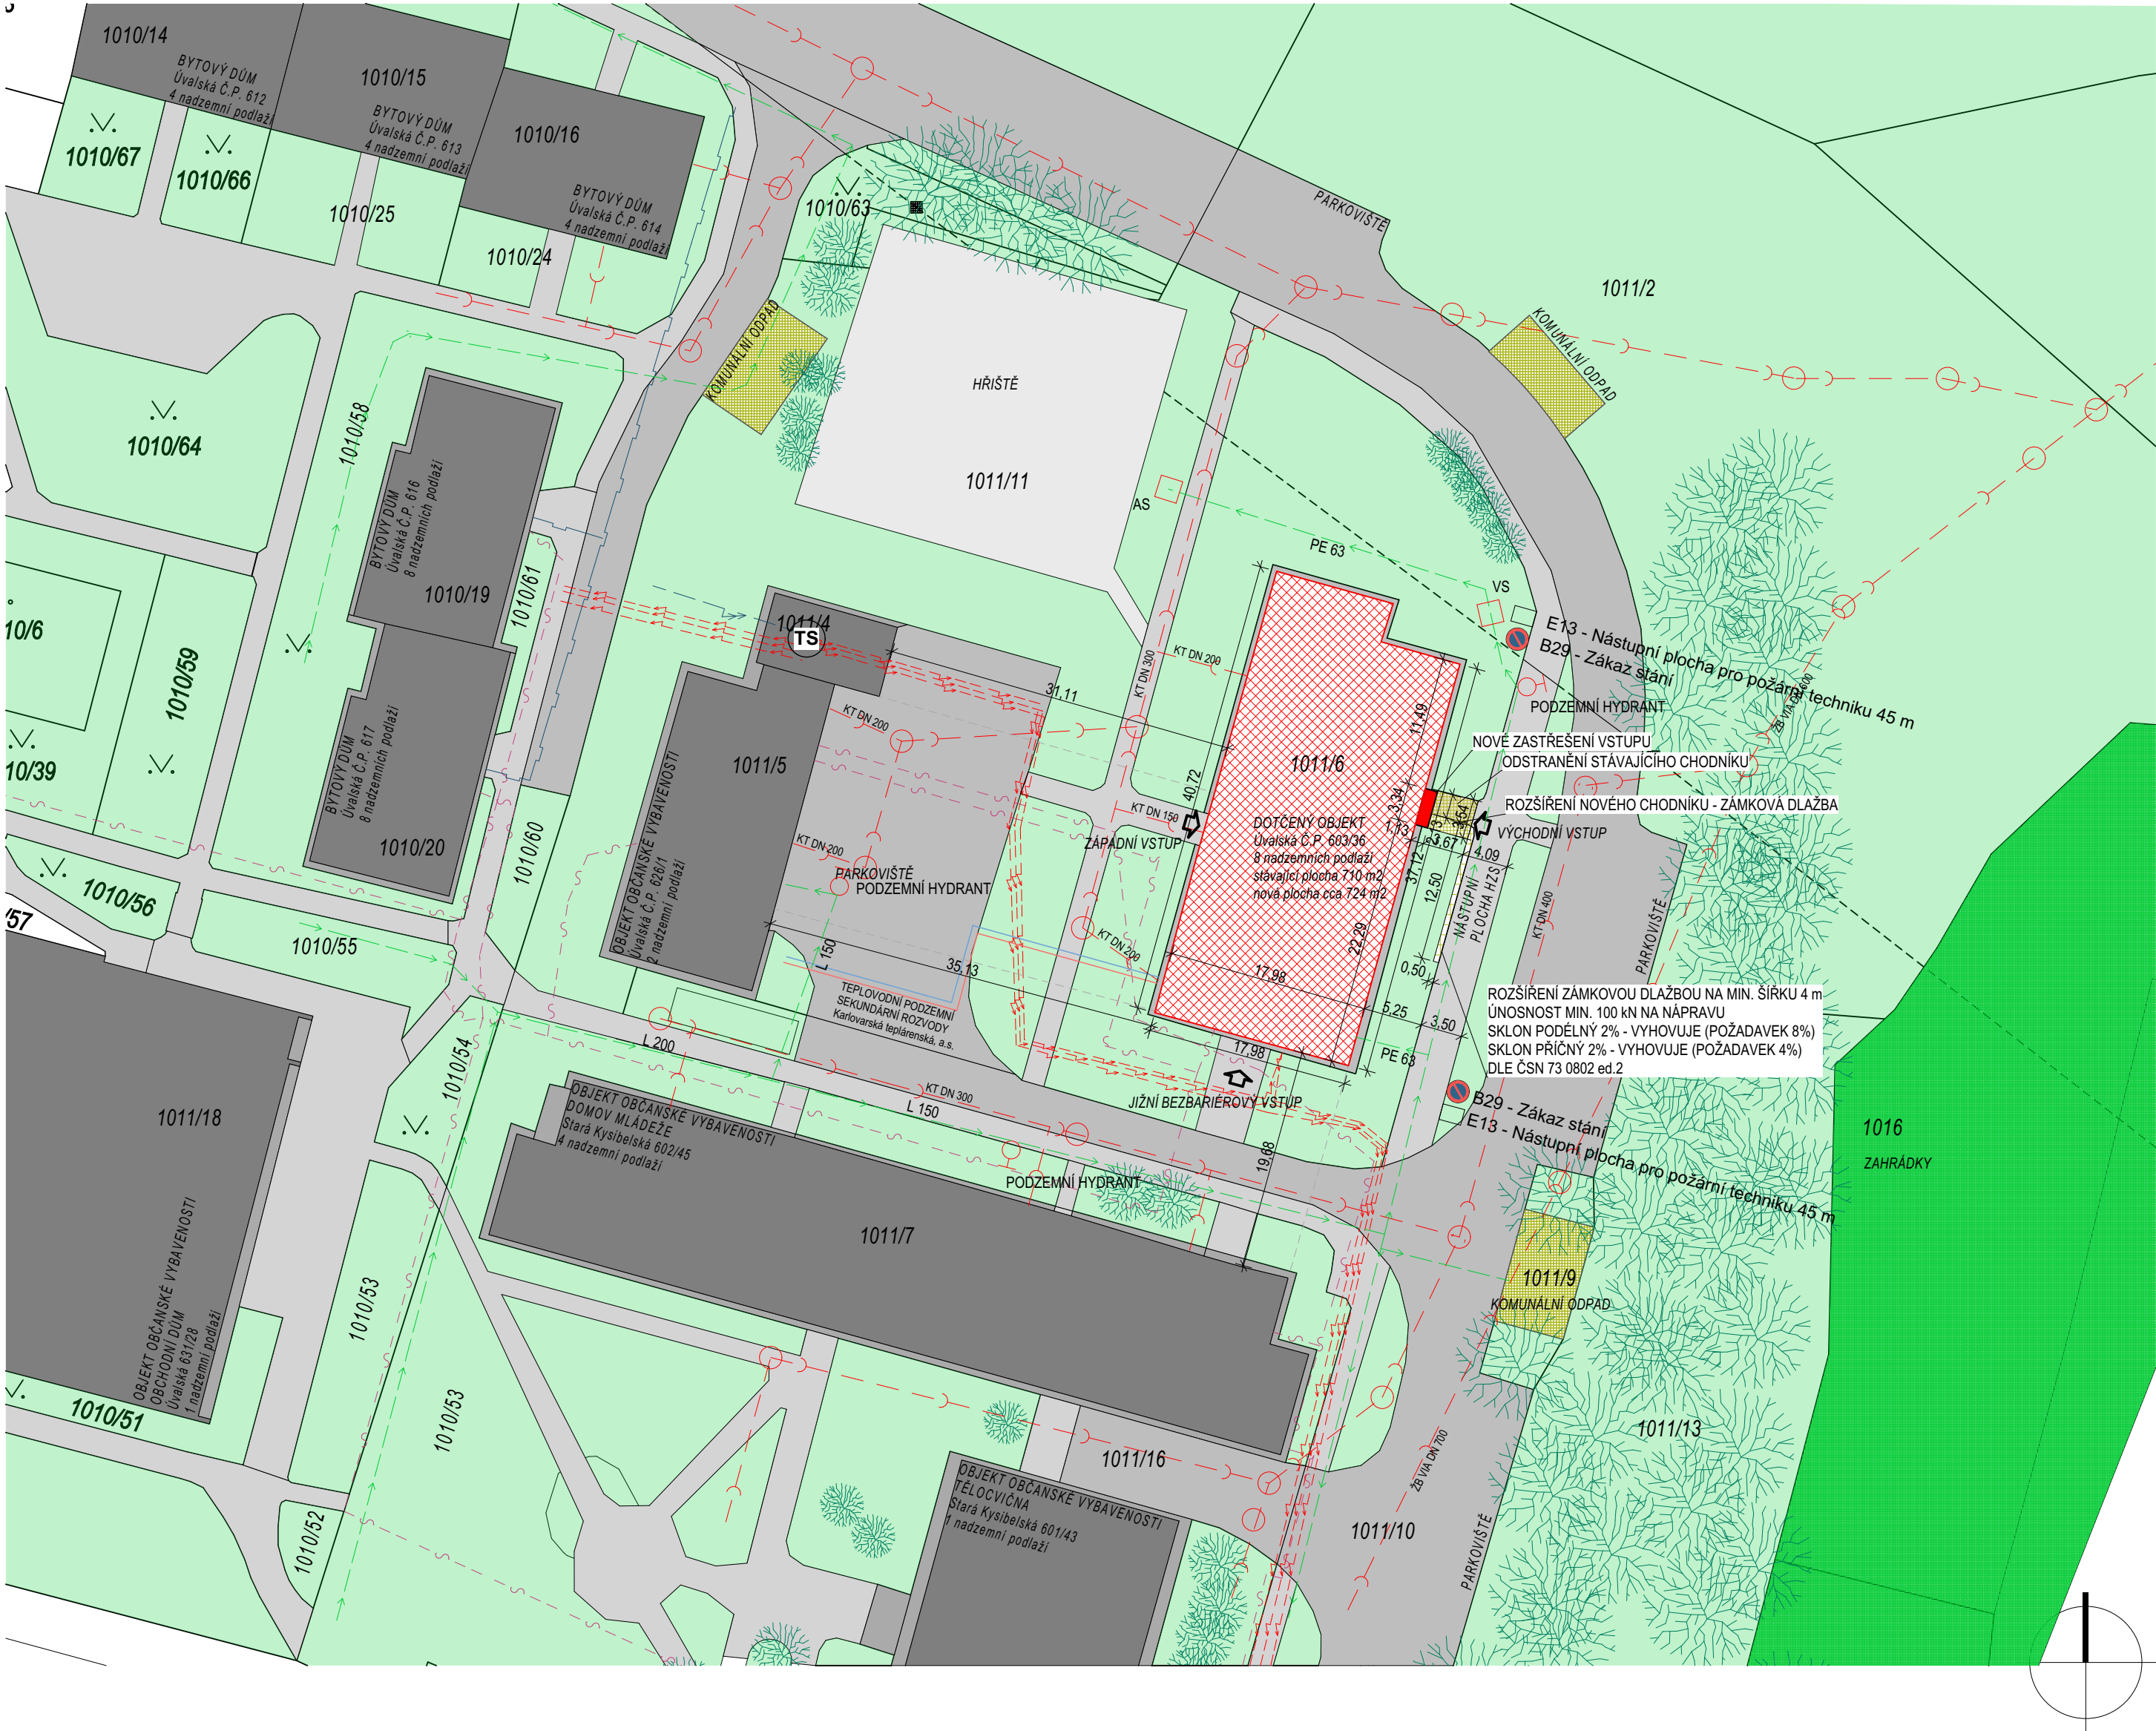 1010/14
BYTOVÝ DŮM
Úvalská Č.P. 612
4 nadzemní podlaží
1010/15
BYTOVÝ DŮM
Úvalská Č.P. 613
4 nadzemní podlaží
1010/16
BYTOVÝ DŮM
Úvalská Č.P. 614
4 nadzemní podlaží
1010/67
1010/66
1010/25
1010/24
1010/63
PARKOVIŠTĚ
1011/2
KOMUNÁLNÍ ODPAD
KOMUNÁLNÍ ODPAD
HŘIŠTĚ
1011/11
1010/64
1010/58
BYTOVÝ DŮM
Úvalská Č.P. 616
8 nadzemních podlaží
1010/19
1010/61
AS
PE 63
VS
E13 - Nástupní plocha pro požární techniku 45 m
B29 - Zákaz stání
PODZEMNÍ HYDRANT
10/6
1010/59
10/39
BYTOVÝ DŮM
Úvalská Č.P. 617
8 nadzemních podlaží
1010/20
1010/60
1011/4
TS
31,11
KT DN 200
KT DN 300
KT DN 200
1011/5
OBJEKT OBČANSKÉ VYBAVENOSTI
Úvalská Č.P. 626/1
2 nadzemní podlaží
KT DN 200
PARKOVIŠTĚ
PODZEMNÍ HYDRANT
KT DN 150
40,72
ZÁPADNÍ VSTUP
1011/6
11,49
NOVÉ ZASTŘEŠENÍ VSTUPU
ODSTRANĚNÍ STÁVAJÍCÍHO CHODNÍKU
ROZŠÍŘENÍ NOVÉHO CHODNÍKU - ZÁMKOVÁ DLAŽBA
VÝCHODNÍ VSTUP
DOTČENÝ OBJEKT
Úvalská Č.P. 603/36
8 nadzemních podlaží
stávající plocha 710 m2
nová plocha cca 724 m2
3,34
1,13
3,67
4,09
37,12
12,50
NÁSTUPNÍ
PLOCHA HZS
KT DN 400
PARKOVIŠTĚ
22,29
0,50
17,98
5,25
3,50
KT DN 200
35,13
L 150
TEPLOVODNÍ PODZEMNÍ
SEKUNDÁRNÍ ROZVODY
Karlovarská teplárenská, a.s.
ROZŠÍŘENÍ ZÁMKOVOU DLAŽBOU NA MIN. ŠÍŘKU 4 m
ÚNOSNOST MIN. 100 kN NA NÁPRAVU
SKLON PODÉLNÝ 2% - VYHOVUJE (POŽADAVEK 8%)
SKLON PŘÍČNÝ 2% - VYHOVUJE (POŽADAVEK 4%)
DLE ČSN 73 0802 ed.2
17,98
PE 63
JIŽNÍ BEZBARIÉROVÝ VSTUP
B29 - Zákaz stání
E13 - Nástupní plocha pro požární techniku 45 m
1010/56
/57
1010/55
1010/54
L 200
KT DN 300
L 150
OBJEKT OBČANSKÉ VYBAVENOSTI
DOMOV MLÁDEŽE
Stará Kysibelská 602/45
4 nadzemní podlaží
PODZEMNÍ HYDRANT
19,68
1011/7
1016
ZAHRÁDKY
1011/9
KOMUNÁLNÍ ODPAD
1011/18
OBJEKT OBČANSKÉ VYBAVENOSTI
OBCHODNÍ DŮM
Úvalská 631/28
1 nadzemní podlaží
1010/53
1010/53
1010/51
1010/52
1011/16
OBJEKT OBČANSKÉ VYBAVENOSTI
TĚLOCVIČNA
Stará Kysibelská 601/43
1 nadzemní podlaží
1011/10
ŽB VIA DN 700
PARKOVIŠTĚ
1011/13